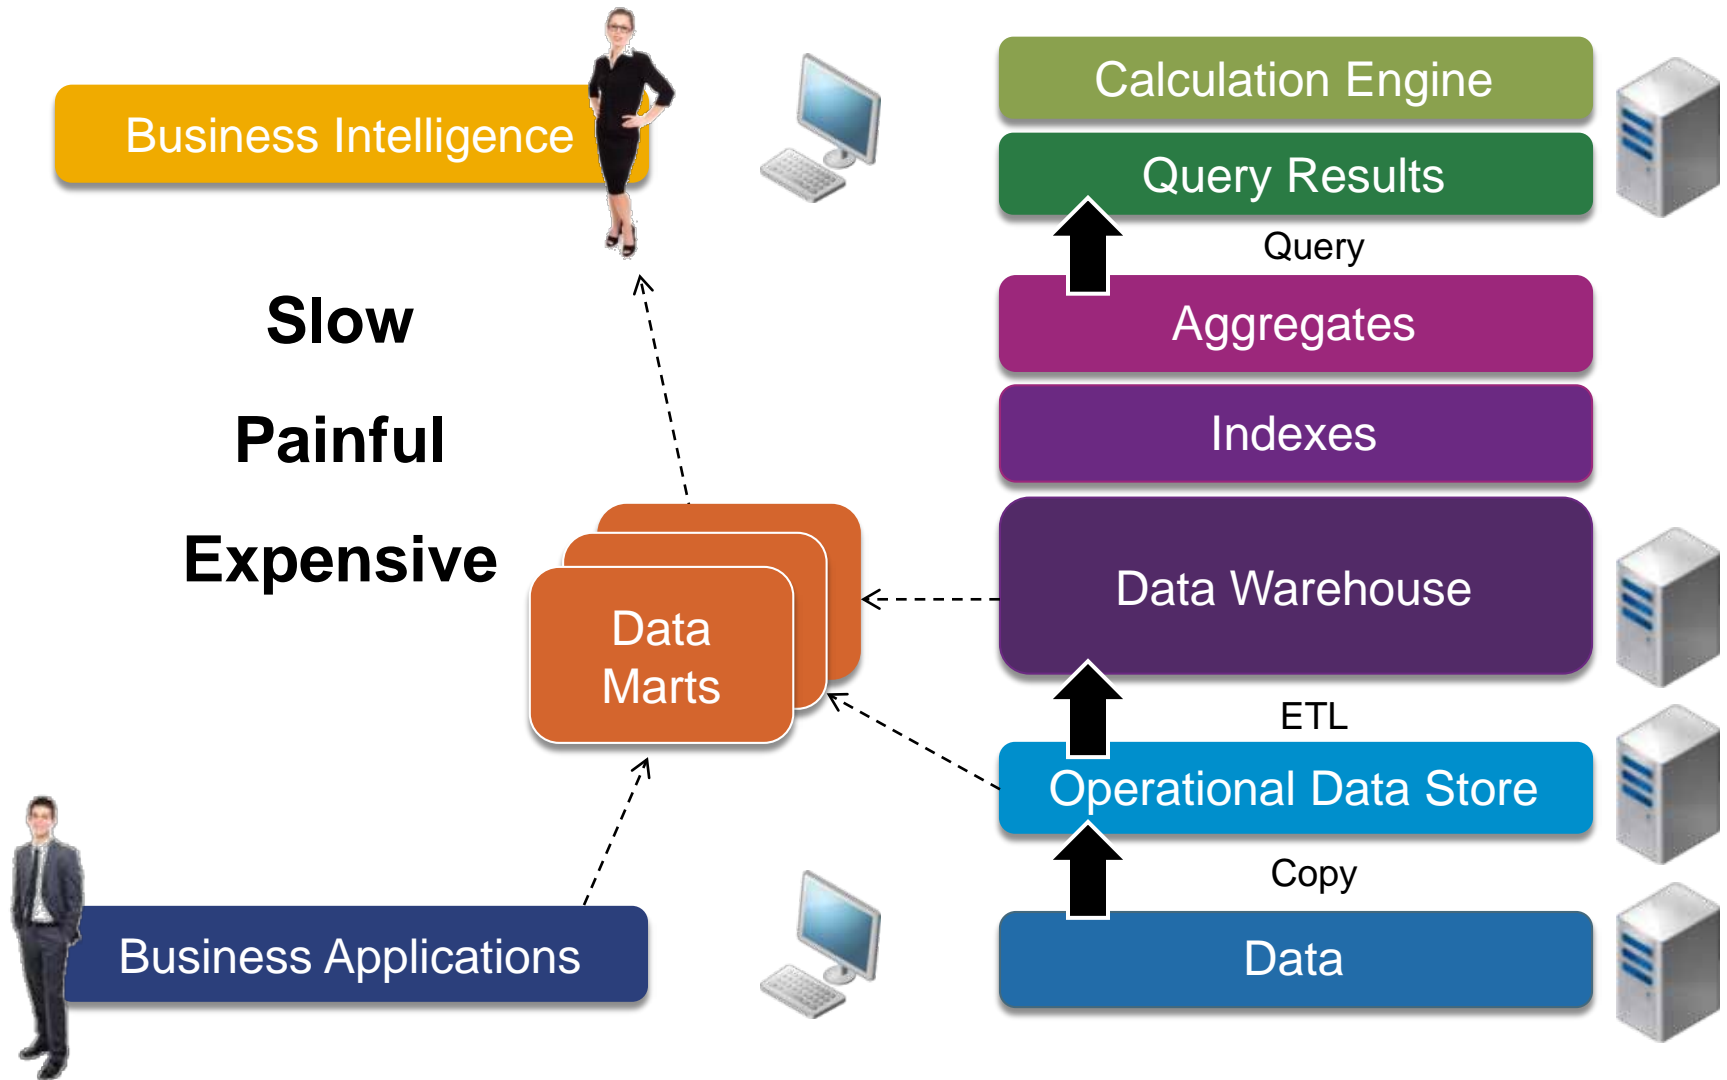 Business Intelligence
Slow
Painful
Expensive
Data
Marts
Business Applications
Calculation Engine
Query Results
Query
Aggregates
Indexes
Data Warehouse
ETL
Operational Data Store
Copy
Data